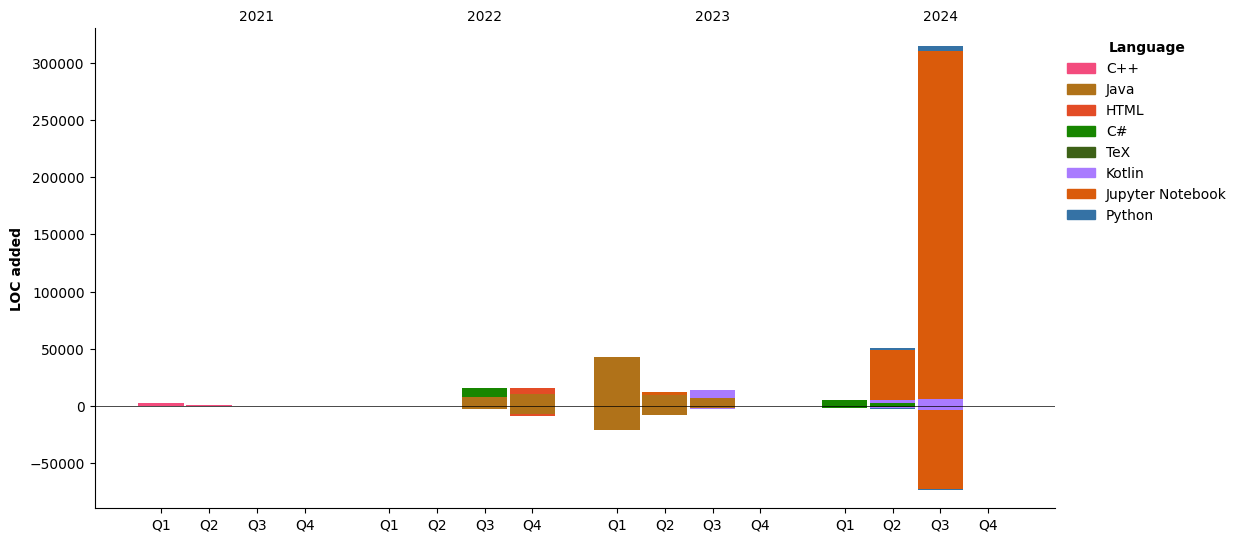 2021 2022 2023 2024
LOC added
300000
250000
200000
150000
100000
50000
0
−50000
Q1 Q2 Q3 Q4 Q1 Q2 Q3 Q4 Q1 Q2 Q3 Q4 Q1 Q2 Q3 Q4
Language
C++
Java
HTML
C#
TeX
Kotlin
Jupyter Notebook
Python